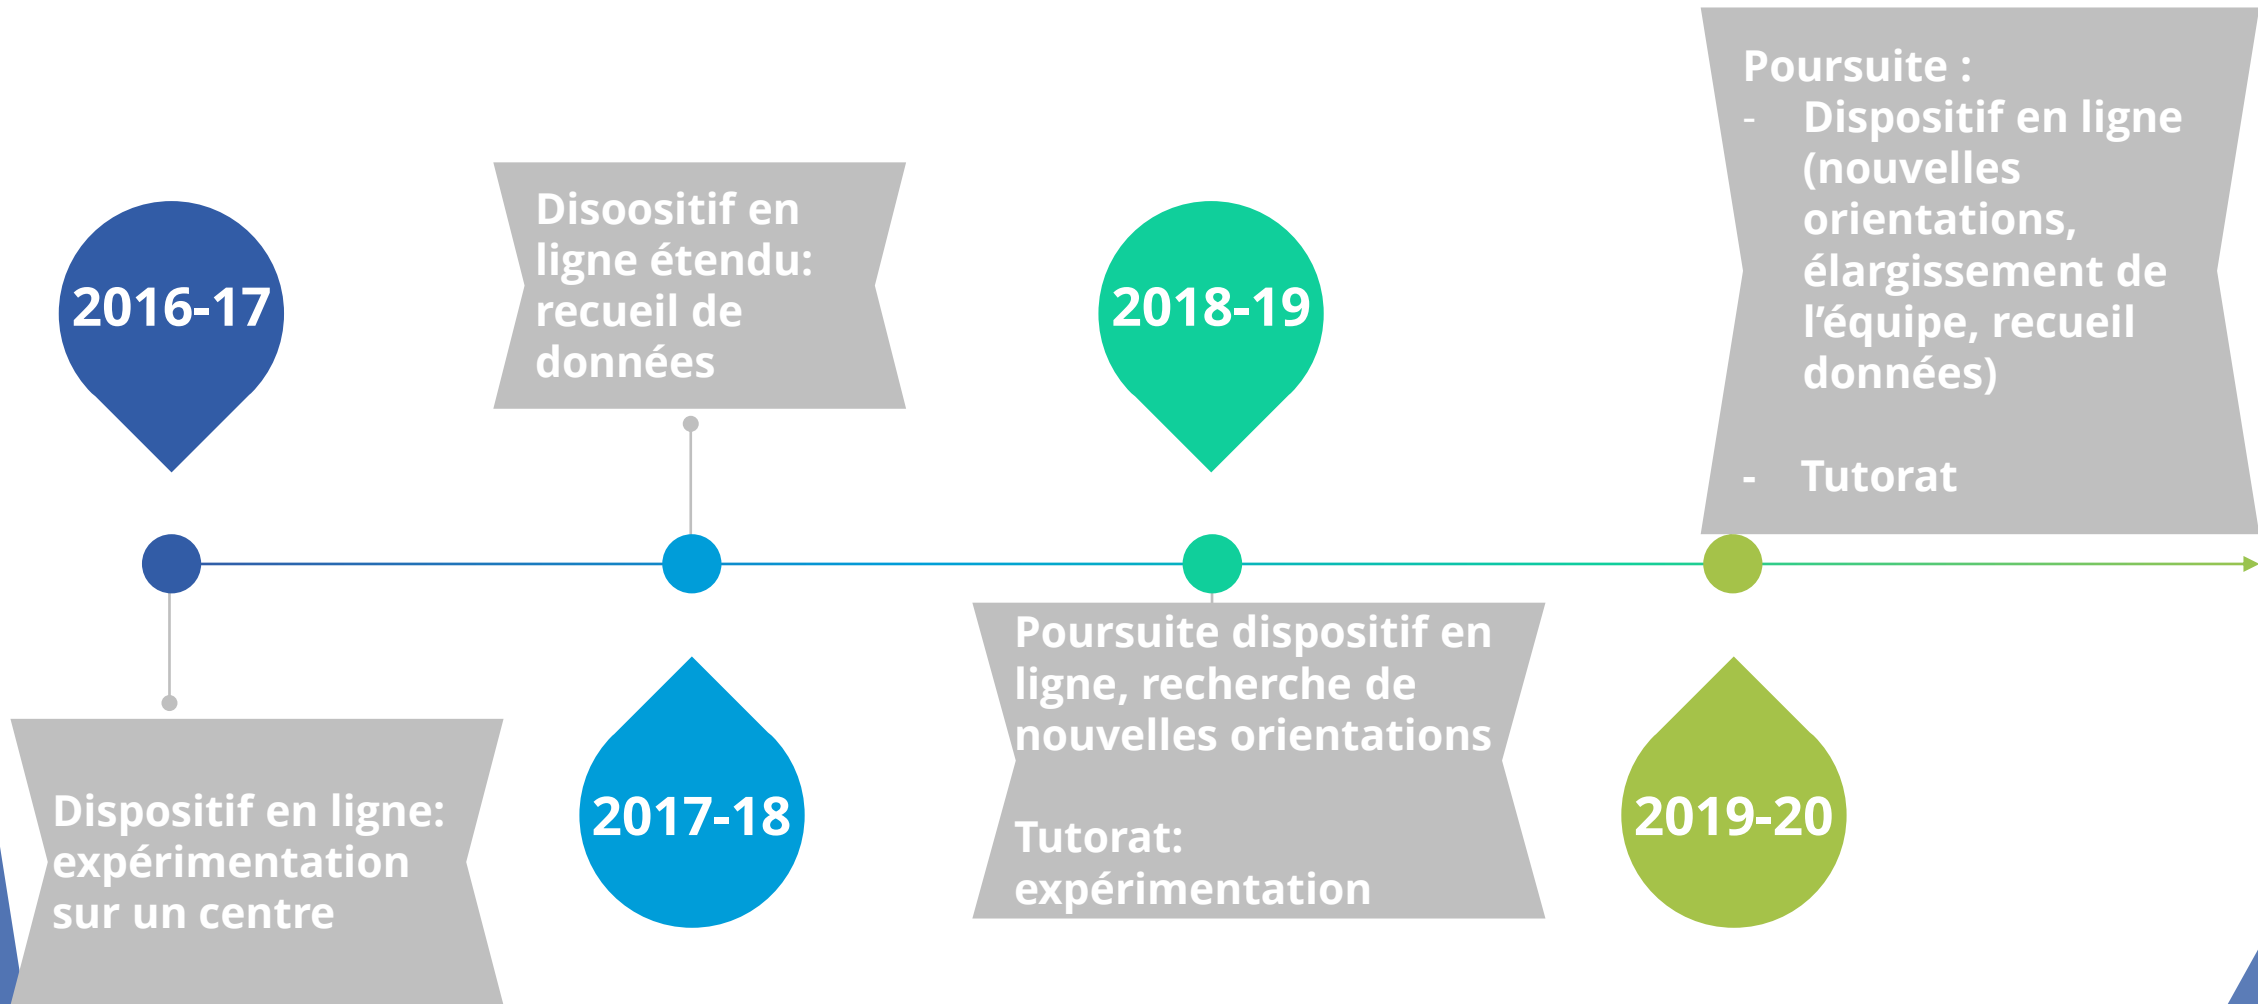 2016-17
Dispositif en ligne:
expérimentation
sur un centre
Disoositif en
ligne étendu:
recueil de
données
2017-18
2018-19
Poursuite dispositif en
ligne, recherche de
nouvelles orientations
Tutorat:
expérimentation
Poursuite :
- Dispositif en ligne
(nouvelles
orientations,
élargissement de
l’équipe, recueil
données)
- Tutorat
2019-20